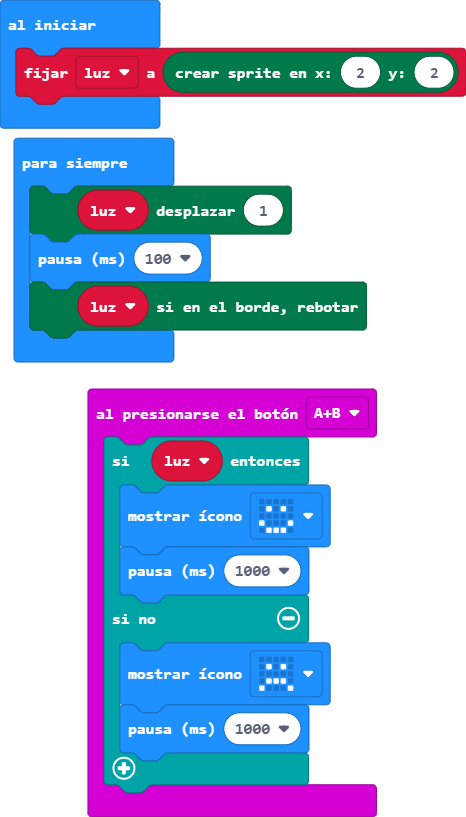 al iniciar
fijar luz a crear sprite en x: 2 y: 2
para siempre
luz desplazar 1
pausa (ms) 100
luz si en el borde, rebotar
al presionarse el botón A+B
si luz entonces
mostrar ícono
pausa (ms) 1000
si no
mostrar ícono
pausa (ms) 1000